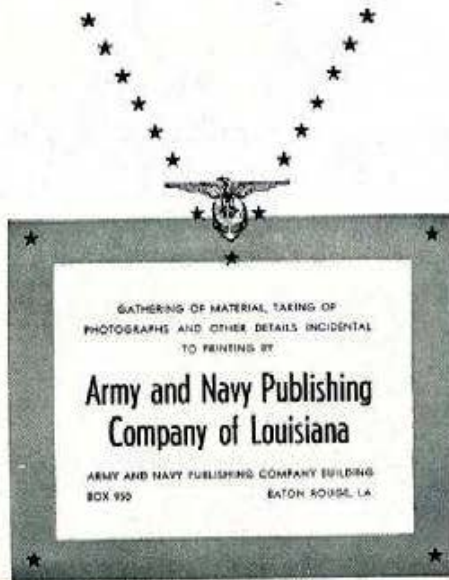 GATHERING OF MATERIAL, TAKING OF
PHOTOGRAPHS AND OTHER DETAILS INCIDENTAL
TO PRINTING BY
Army and Navy Publishing
Company of Louisiana
ARMY AND NAVY PUBLISHING COMPANY BUILDING
BOX 950 BATON ROUGE, LA